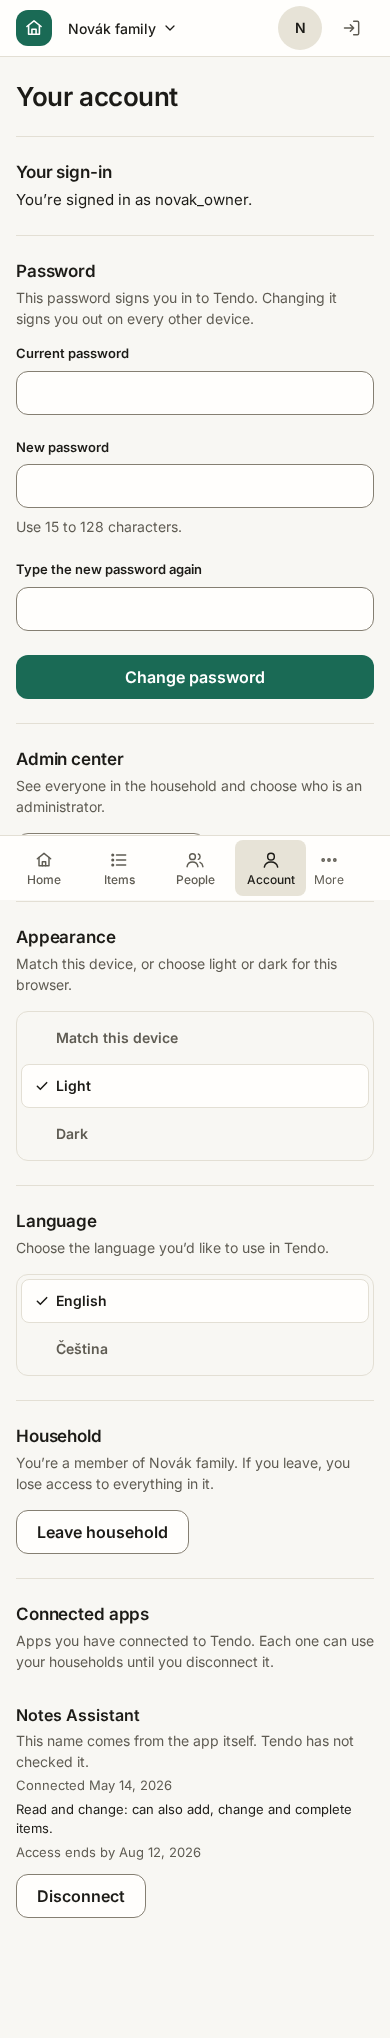 Novák family
N
Your account
Your sign-in
You’re signed in as novak_owner.
Password
This password signs you in to Tendo. Changing it
signs you out on every other device.
Current password
New password
Use 15 to 128 characters.
Type the new password again
Change password
Admin center
See everyone in the household and choose who is an
administrator.
Home
Items
People
Account
More
Appearance
Match this device, or choose light or dark for this
browser.
Match this device
Light
Dark
Language
Choose the language you’d like to use in Tendo.
English
Čeština
Household
You’re a member of Novák family. If you leave, you
lose access to everything in it.
Leave household
Connected apps
Apps you have connected to Tendo. Each one can use
your households until you disconnect it.
Notes Assistant
This name comes from the app itself. Tendo has not
checked it.
Connected May 14, 2026
Read and change: can also add, change and complete
items.
Access ends by Aug 12, 2026
Disconnect